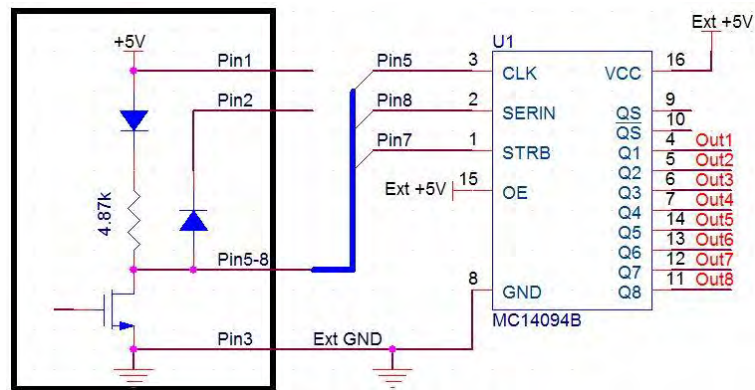 +5V
Pin1
Pin2
4.87k
Pin5-8
Pin3
Ext GND
Pin5
Pin8
Pin7
Ext +5V
U1
3
CLK
2
SERIN
1
STRB
15
OE
8
GND
MC14094B
Ext +5V
VCC
16
QS
9
QS
10
Q1
4
Out1
Q2
5
Out2
Q3
6
Out3
Q4
7
Out4
Q5
14
Out5
Q6
13
Out6
Q7
12
Out7
Q8
11
Out8